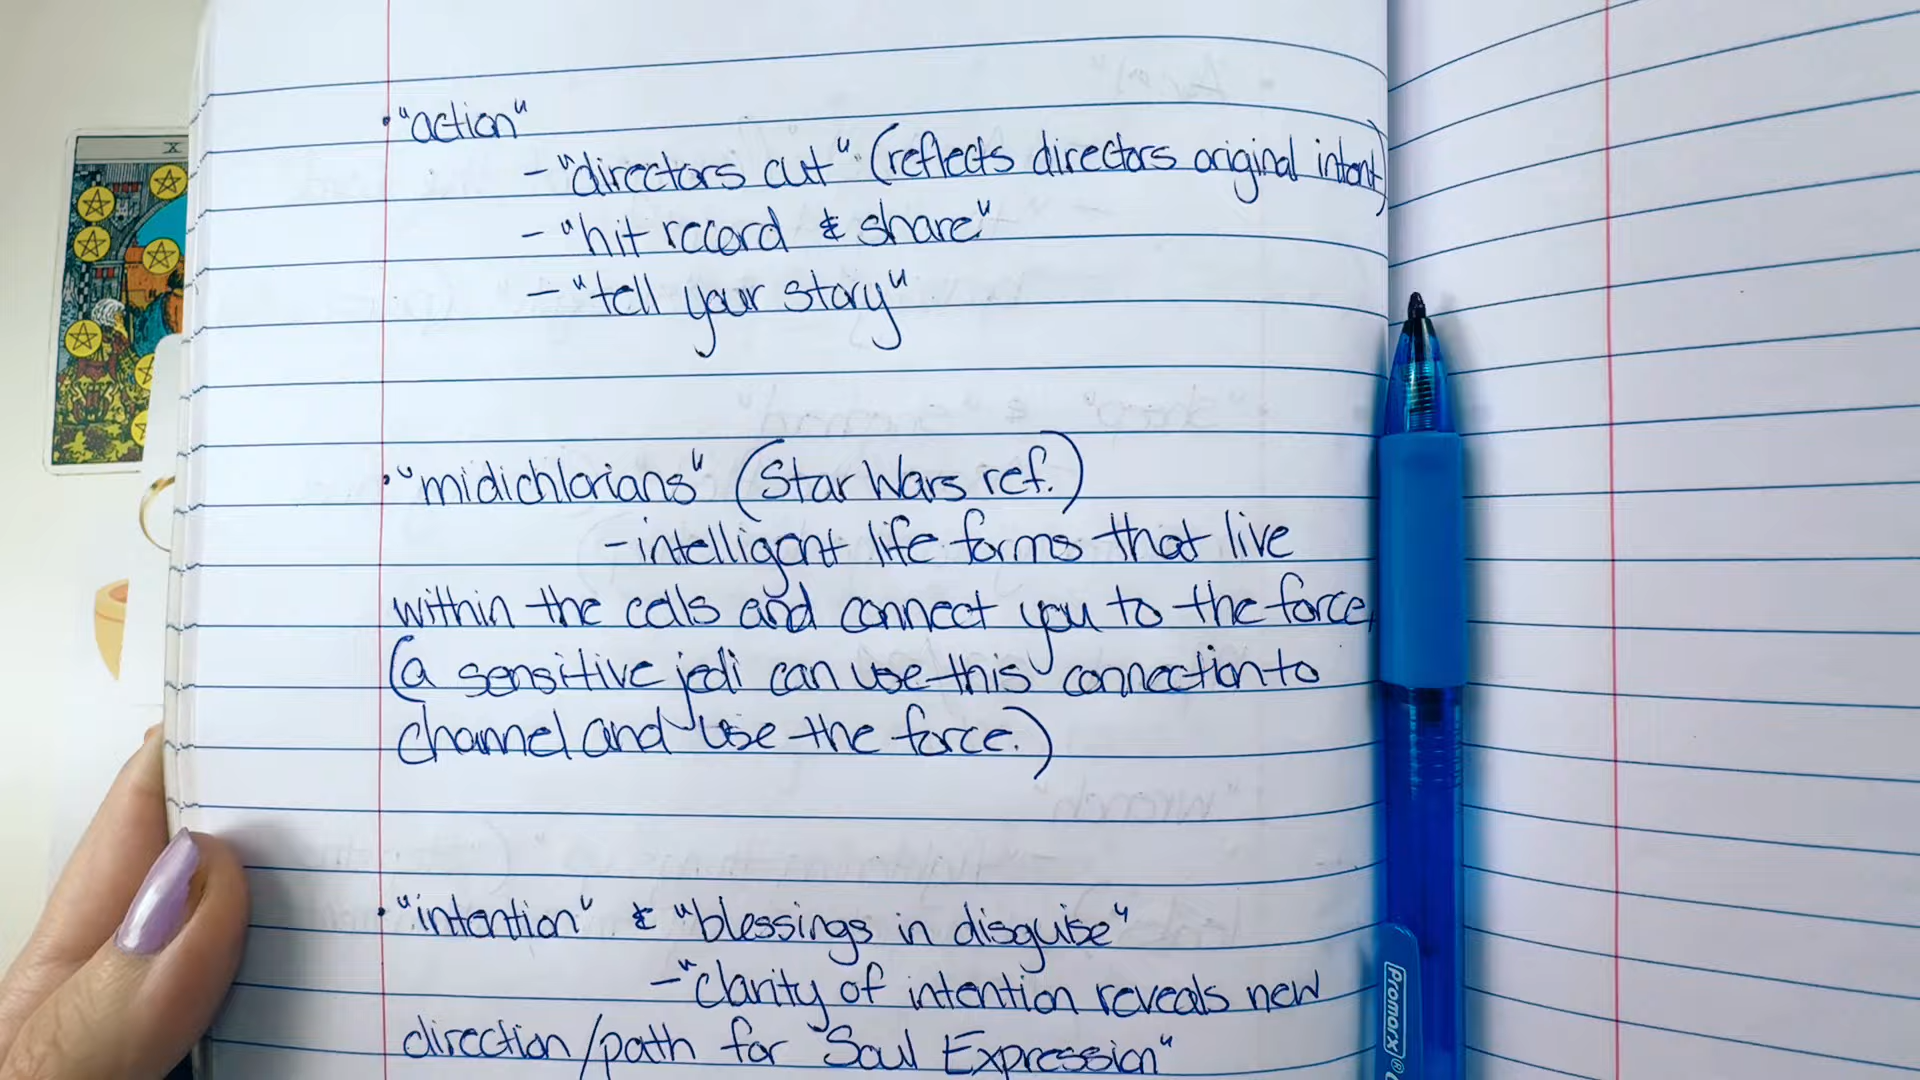 X
• "action"
- "directors cut". (reflects directors original intent)
- "hit record & share"
- "tell your story"
• "midichlorians" (Star Wars ref.)
- intelligent life forms that live
within the cells and connect you to the force,
(a sensitive jedi can use this connection to
channel and use the force.)
• "intention" & "blessings in disguise"
- "clarity of intention reveals new
direction/path for "Soul Expression"
Promarx®